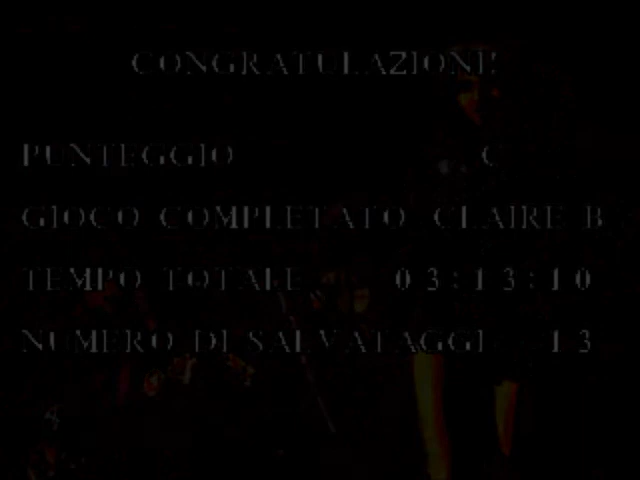 CONGRATULAZIONI!
PUNTEGGIO C
GIOCO COMPLETATO CLAIRE B
TEMPO TOTALE 03:13:10
NUMERO DI SALVATAGGI 13